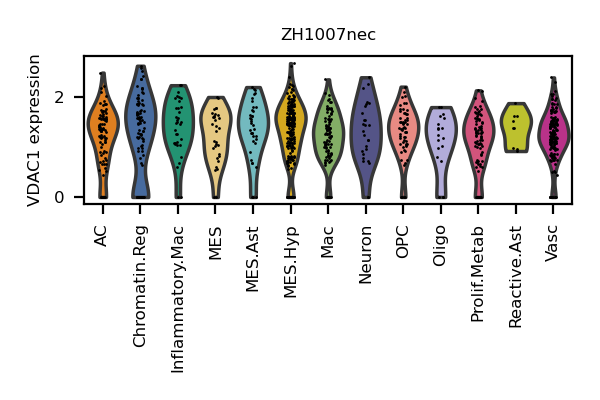 ZH1007nec
VDAC1 expression
2
0
AC
Chromatin.Reg
Inflammatory.Mac
MES
MES.Ast
MES.Hyp
Mac
Neuron
OPC
Oligo
Prolif.Metab
Reactive.Ast
Vasc